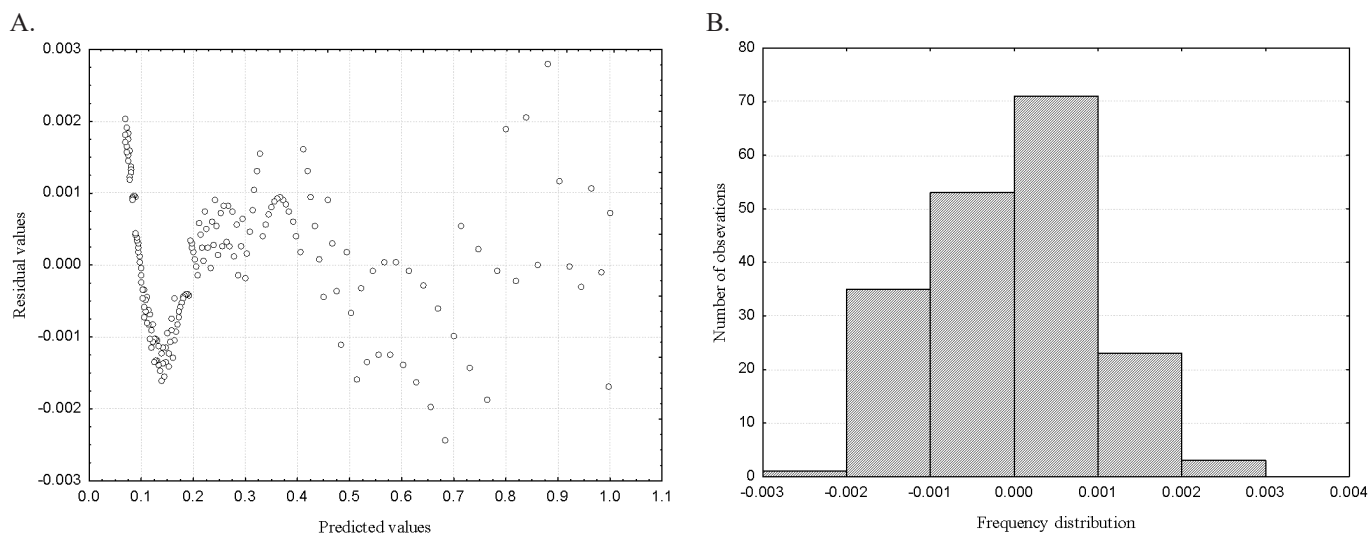 A.
0.003
0.002
0.001
0.000
-0.001
-0.002
-0.003
Residual values
0.0 0.1 0.2 0.3 0.4 0.5 0.6 0.7 0.8 0.9 1.0 1.1
Predicted values
B.
80
70
60
50
40
30
20
10
0
Number of obsevations
-0.003 -0.002 -0.001 0.000 0.001 0.002 0.003 0.004
Frequency distribution